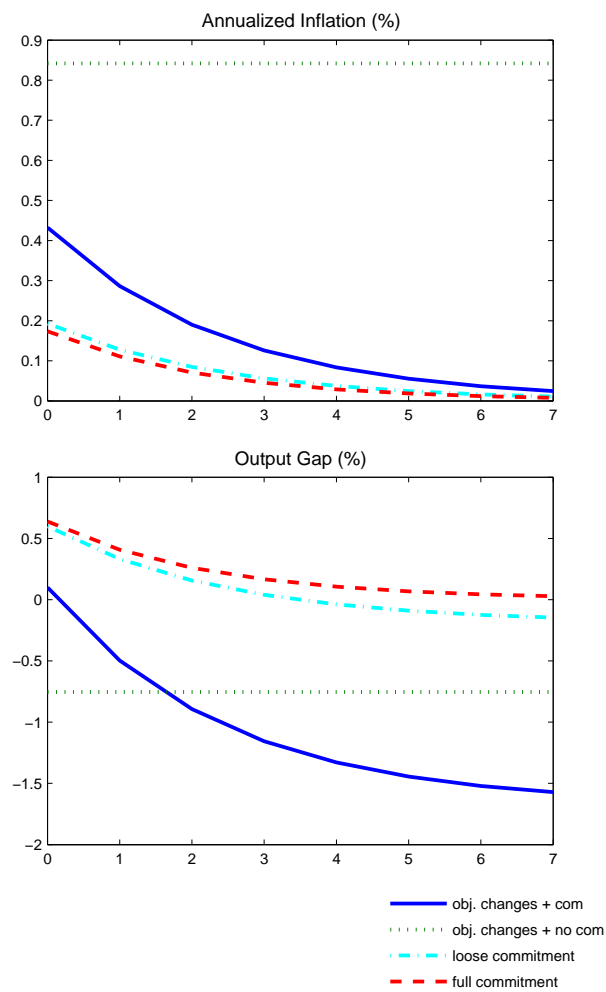 Annualized Inflation (%)
0.9
0.8
0.7
0.6
0.5
0.4
0.3
0.2
0.1
0
0 1 2 3 4 5 6 7
Output Gap (%)
1
0.5
0
−0.5
−1
−1.5
−2
0 1 2 3 4 5 6 7
obj. changes + com
obj. changes + no com
loose commitment
full commitment